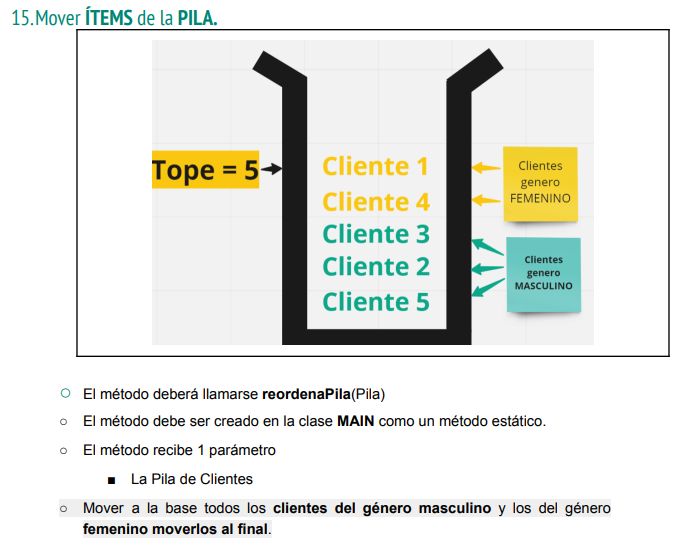 15.Mover ÍTEMS de la PILA.
Tope = 5
Cliente 1
Cliente 4
Cliente 3
Cliente 2
Cliente 5
Clientes
genero
FEMENINO
Clientes
genero
MASCULINO
El método deberá llamarse reordenaPila(Pila)
El método debe ser creado en la clase MAIN como un método estático.
El método recibe 1 parámetro
La Pila de Clientes
Mover a la base todos los clientes del género masculino y los del género
femenino moverlos al final.